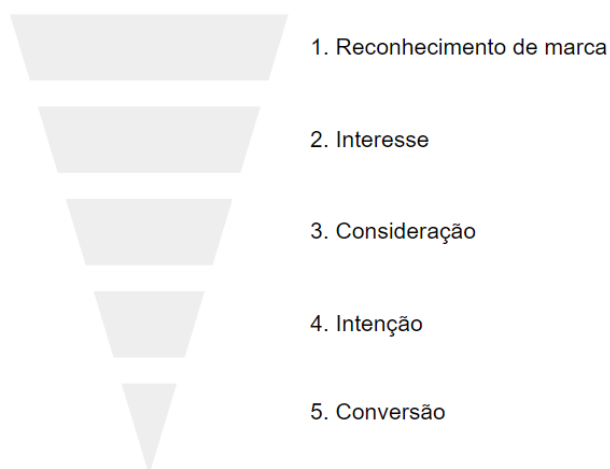 1. Reconhecimento de marca
2. Interesse
3. Consideração
4. Intenção
5. Conversão